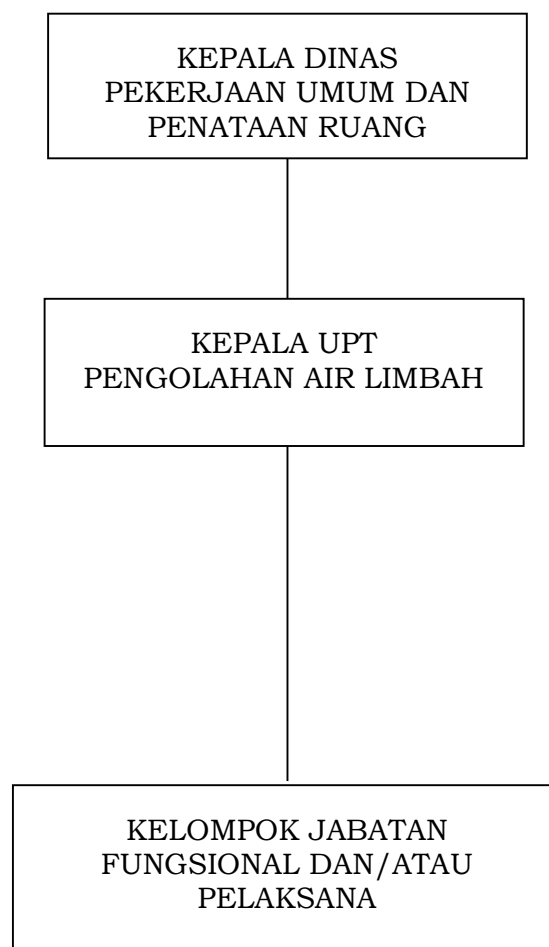 KEPALA DINAS
PEKERJAAN UMUM DAN
PENATAAN RUANG
KEPALA UPT
PENGOLAHAN AIR LIMBAH
KELOMPOK JABATAN
FUNGSIONAL DAN/ATAU
PELAKSANA